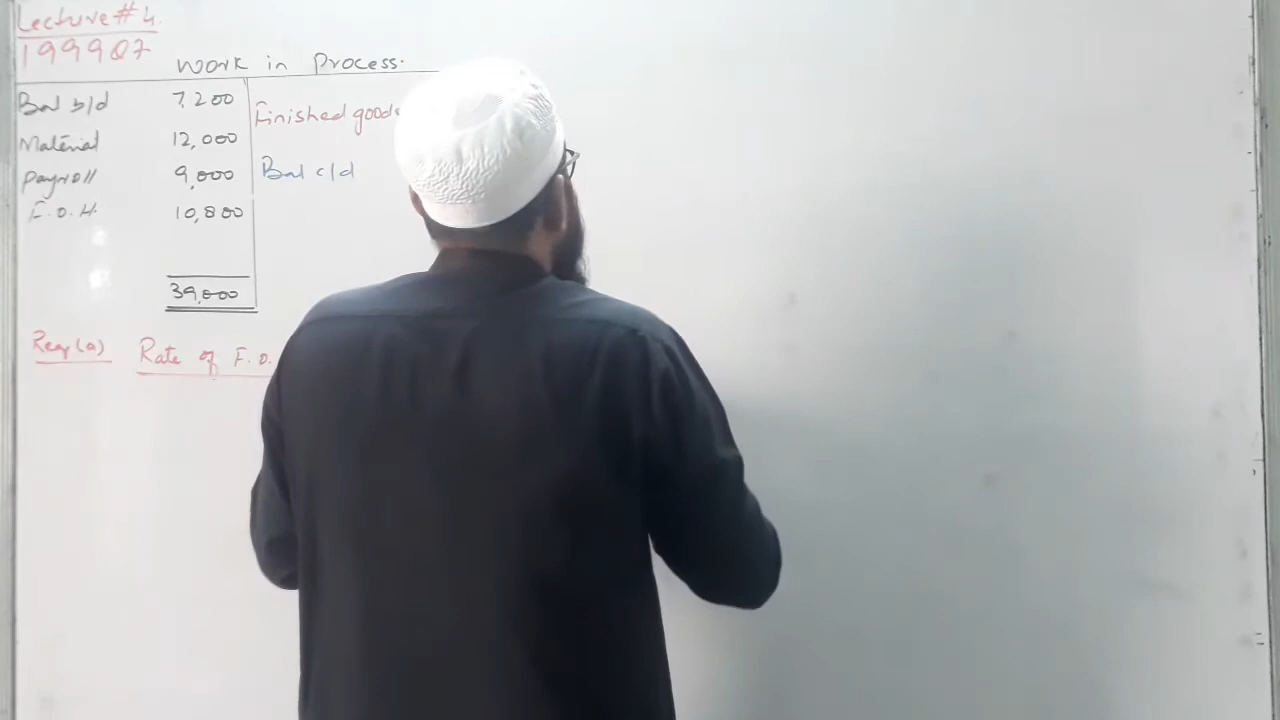 Lecture # 4.
199907
Work in Process.
Bal b/d 7,200 Finished goods
Material 12,000
Payroll 9,000 Bal c/d
F.O.H. 10,800
39,000
Req (a) Rate of F.O.